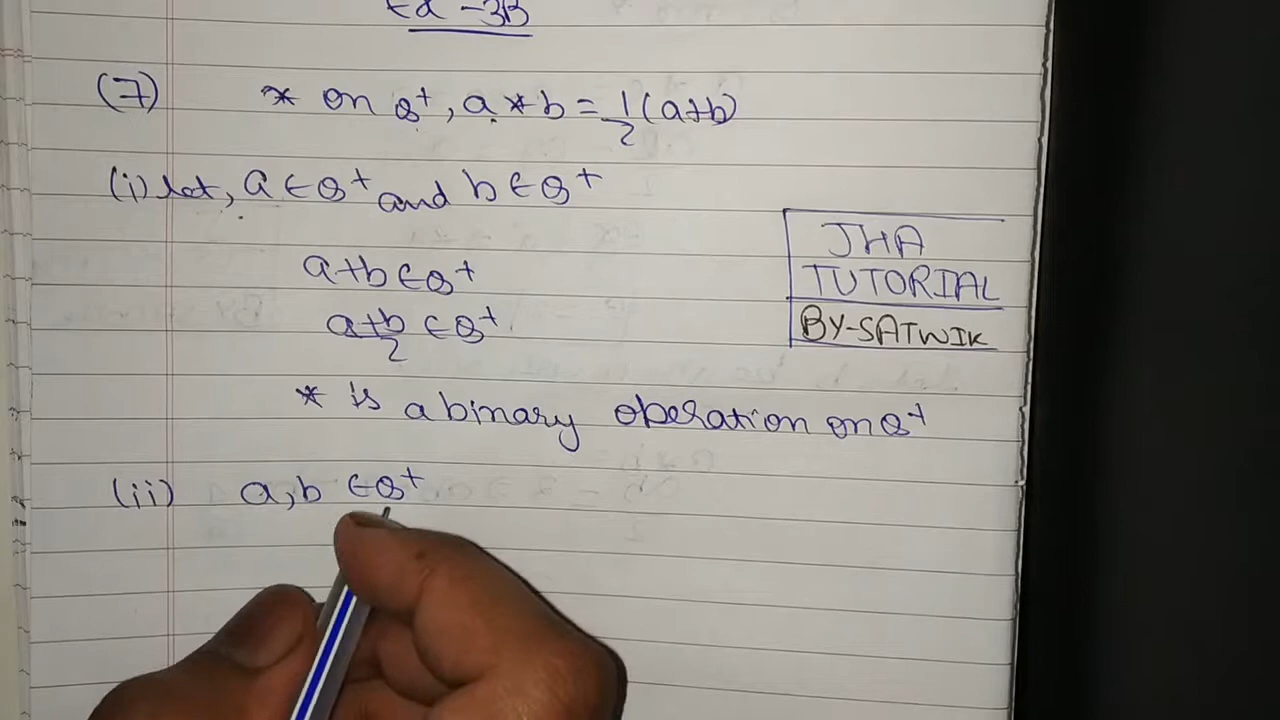 (7) * on Q⁺, a * b = 1/2 (a+b)
(i) let, a ∈ Q⁺ and b ∈ Q⁺
a+b ∈ Q⁺
a+b/2 ∈ Q⁺
* is a binary operation on Q⁺
(ii) a, b ∈ Q⁺
JHA
TUTORIAL
BY-SATWIK